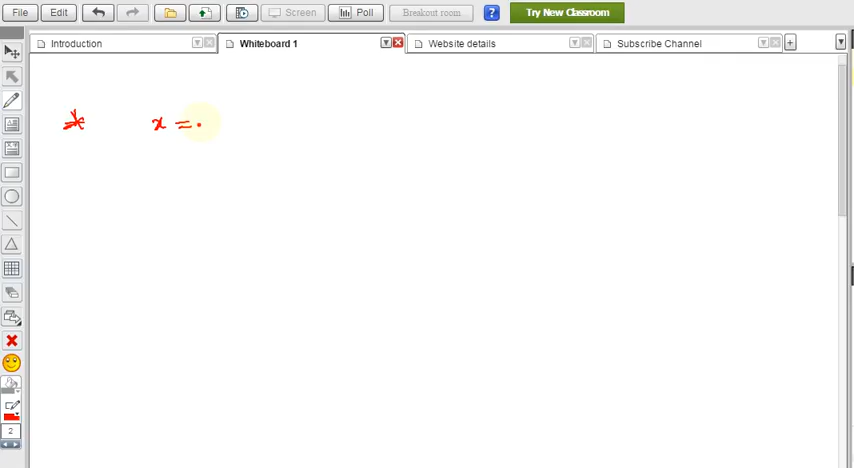 File Edit Screen Poll Breakout room ? Try New Classroom
Introduction Whiteboard 1 Website details Subscribe Channel +
* x =
2